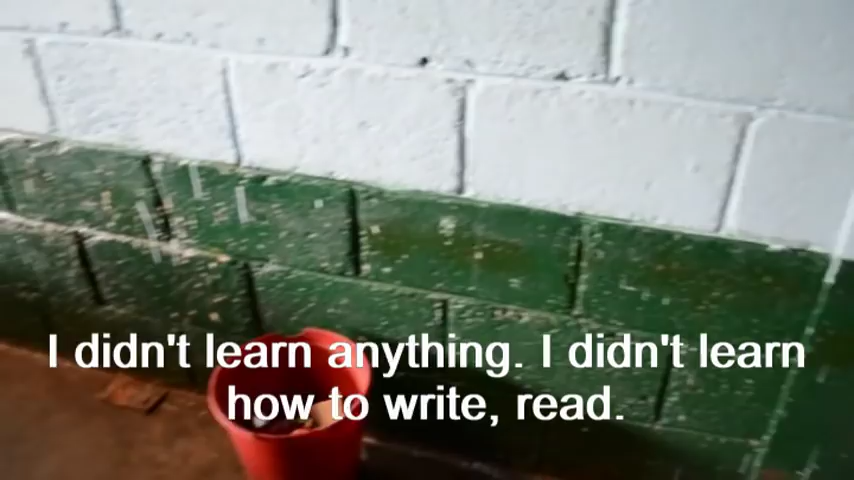 I didn't learn anything. I didn't learn
how to write, read.